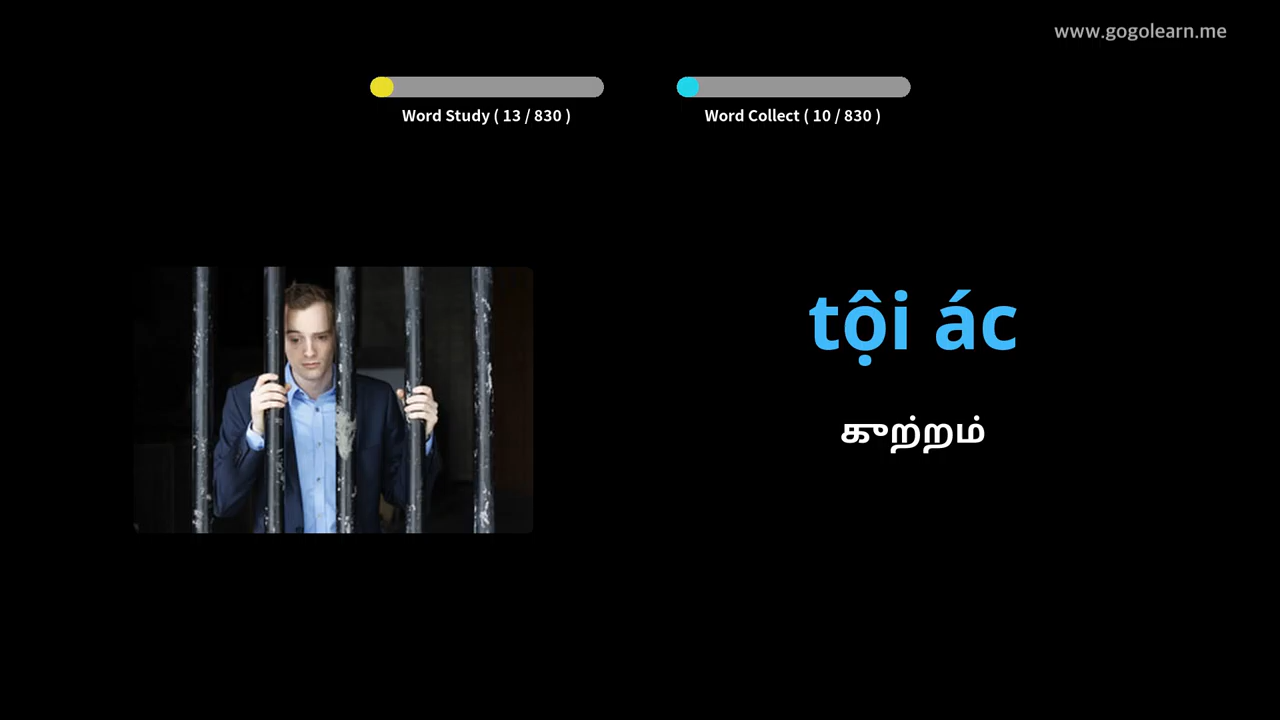 www.gogolearn.me
Word Study ( 13 / 830 )
Word Collect ( 10 / 830 )
tội ác
குற்றம்